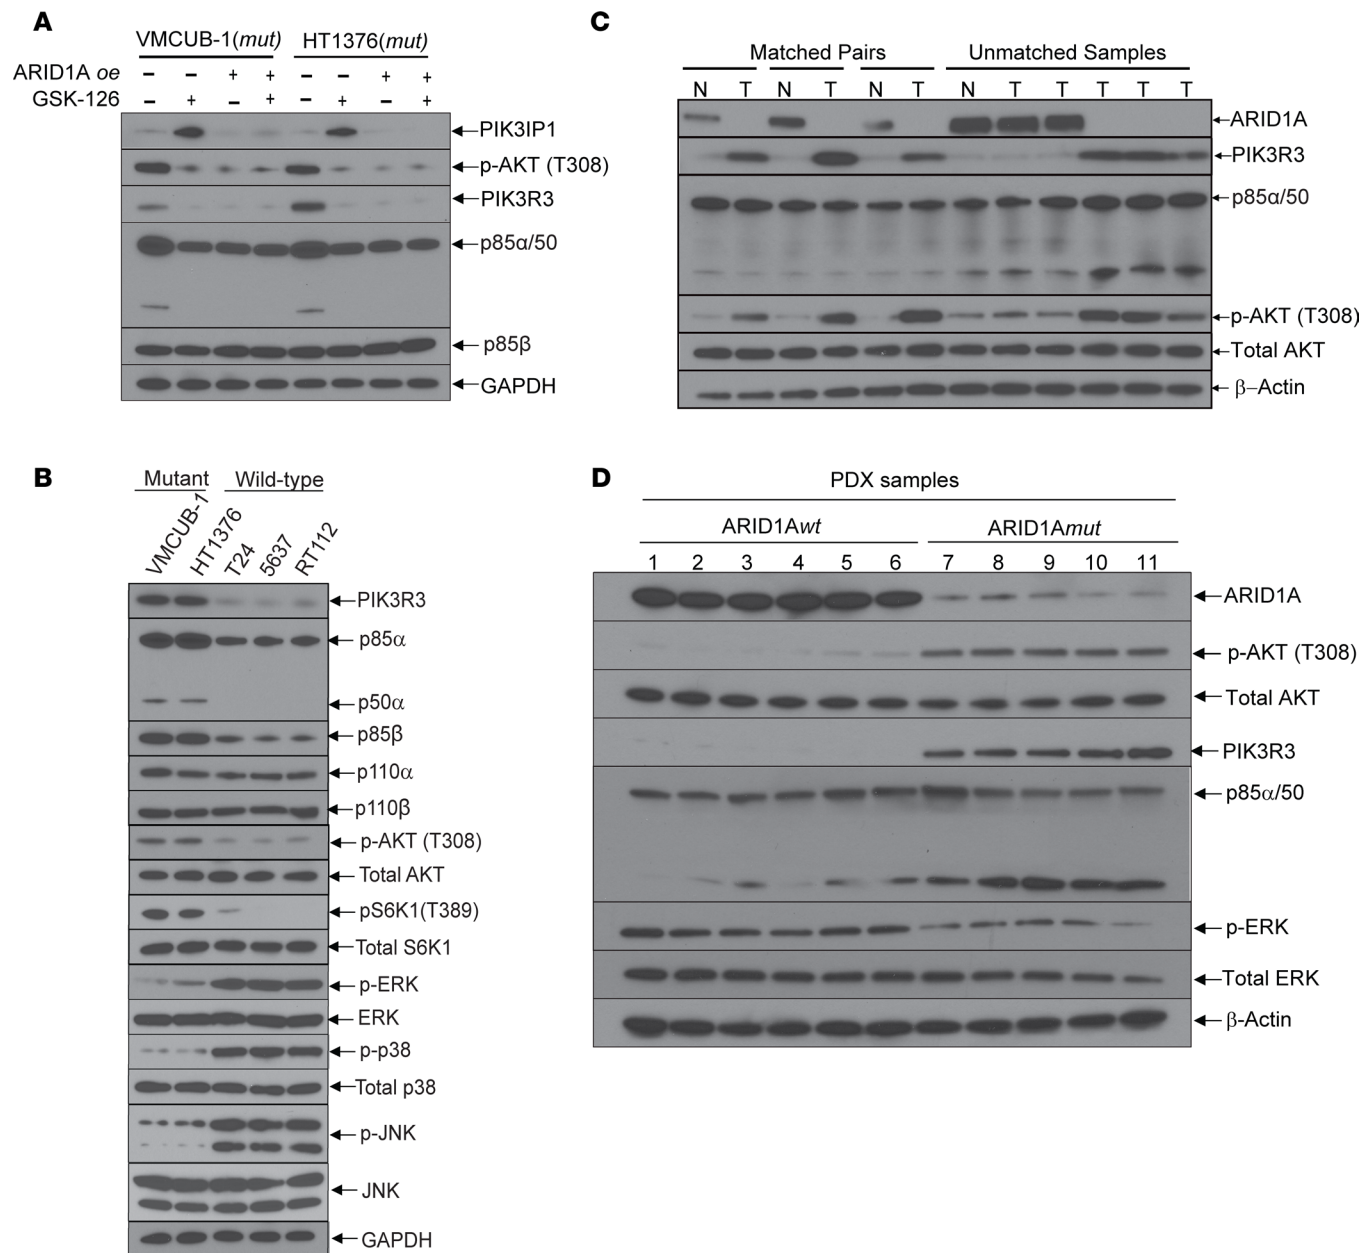 A
VMCUB-1(mut) HT1376(mut)
ARID1A oe – – + + – – + +
GSK-126 – + – + – + – +
PIK3IP1
p-AKT (T308)
PIK3R3
p85α/50
p85β
GAPDH
B
Mutant Wild-type
VMCUB-1 HT1376 T24 5637 RT112
PIK3R3
p85α
p50α
p85β
p110α
p110β
p-AKT (T308)
Total AKT
pS6K1(T389)
Total S6K1
p-ERK
ERK
p-p38
Total p38
p-JNK
JNK
GAPDH
C
Matched Pairs Unmatched Samples
N T N T N T N T T T T T
ARID1A
PIK3R3
p85α/50
p-AKT (T308)
Total AKT
β–Actin
D
PDX samples
ARID1Awt ARID1Amut
1 2 3 4 5 6 7 8 9 10 11
ARID1A
p-AKT (T308)
Total AKT
PIK3R3
p85α/50
p-ERK
Total ERK
β-Actin